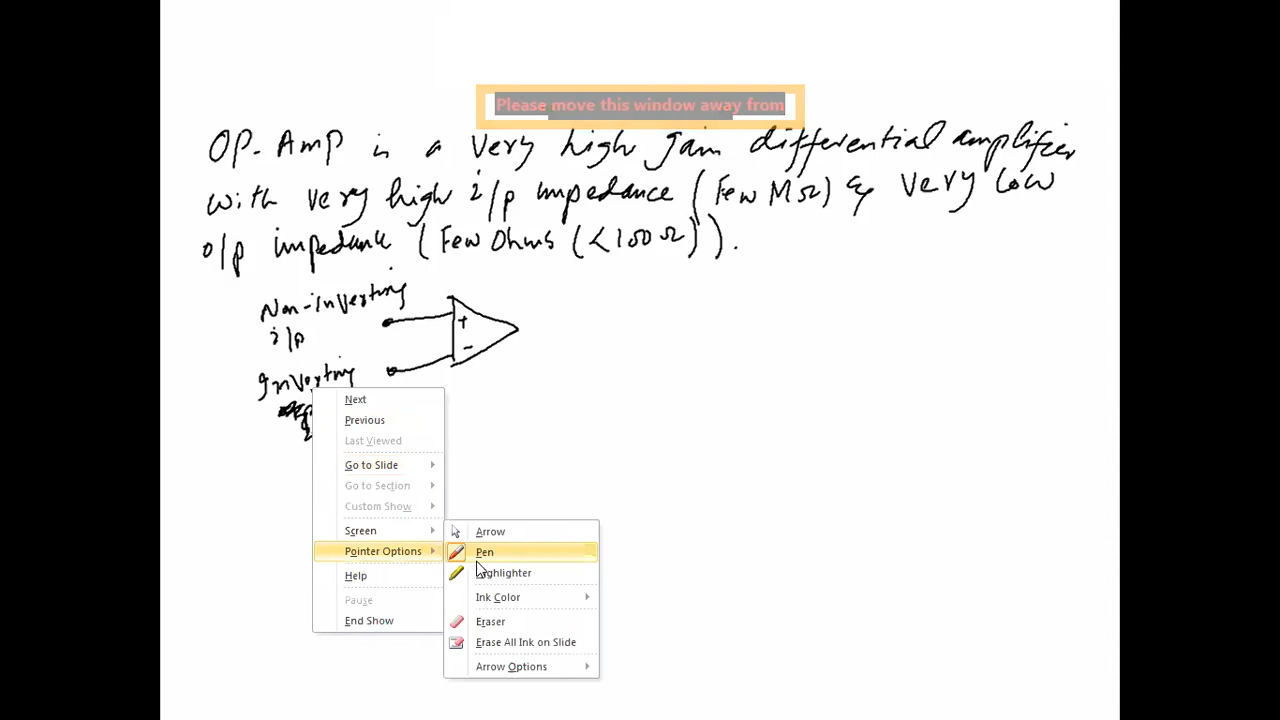 Please move this window away from
OP-Amp is a very high gain differential amplifier
with very high i/p impedance (Few MΩ) & very low
o/p impedance (Few Ohms (<100Ω)).
Non-inverting
i/p
+
-
Inverting
Next
Previous
Last Viewed
Go to Slide
Go to Section
Custom Show
Screen
Pointer Options
Help
Pause
End Show
Arrow
Pen
Highlighter
Ink Color
Eraser
Erase All Ink on Slide
Arrow Options